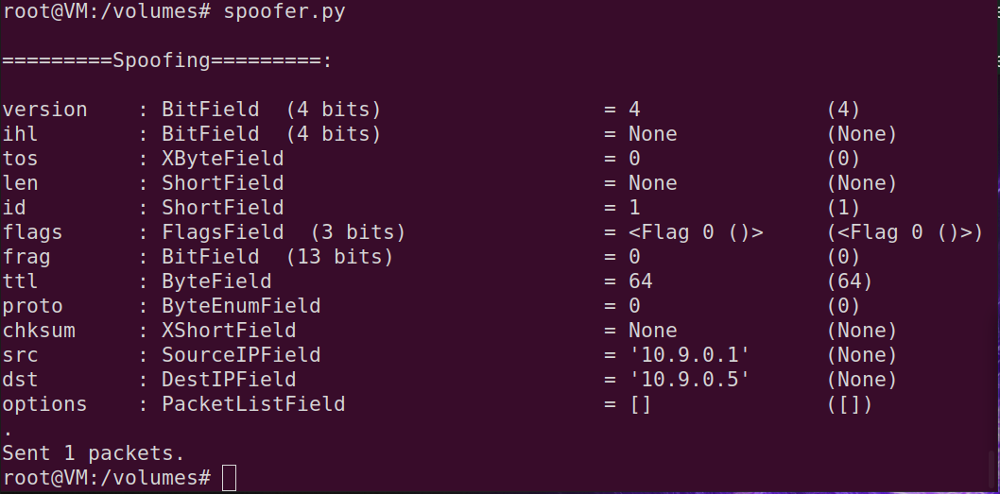 root@VM:/volumes# spoofer.py
=========Spoofing=========:
version    : BitField  (4 bits)                  = 4               (4)
ihl        : BitField  (4 bits)                  = None            (None)
tos        : XByteField                          = 0               (0)
len        : ShortField                          = None            (None)
id         : ShortField                          = 1               (1)
flags      : FlagsField  (3 bits)                = <Flag 0 ()>     (<Flag 0 ()>)
frag       : BitField  (13 bits)                 = 0               (0)
ttl        : ByteField                           = 64              (64)
proto      : ByteEnumField                       = 0               (0)
chksum     : XShortField                         = None            (None)
src        : SourceIPField                       = '10.9.0.1'      (None)
dst        : DestIPField                         = '10.9.0.5'      (None)
options    : PacketListField                     = []              ([])
.
Sent 1 packets.
root@VM:/volumes#